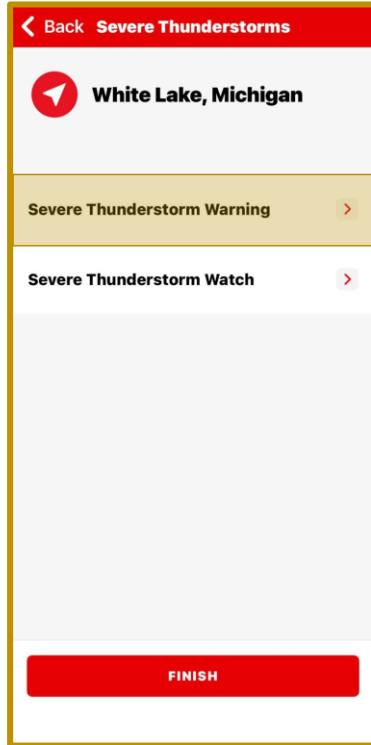 Back Severe Thunderstorms
White Lake, Michigan
Severe Thunderstorm Warning
Severe Thunderstorm Watch
FINISH